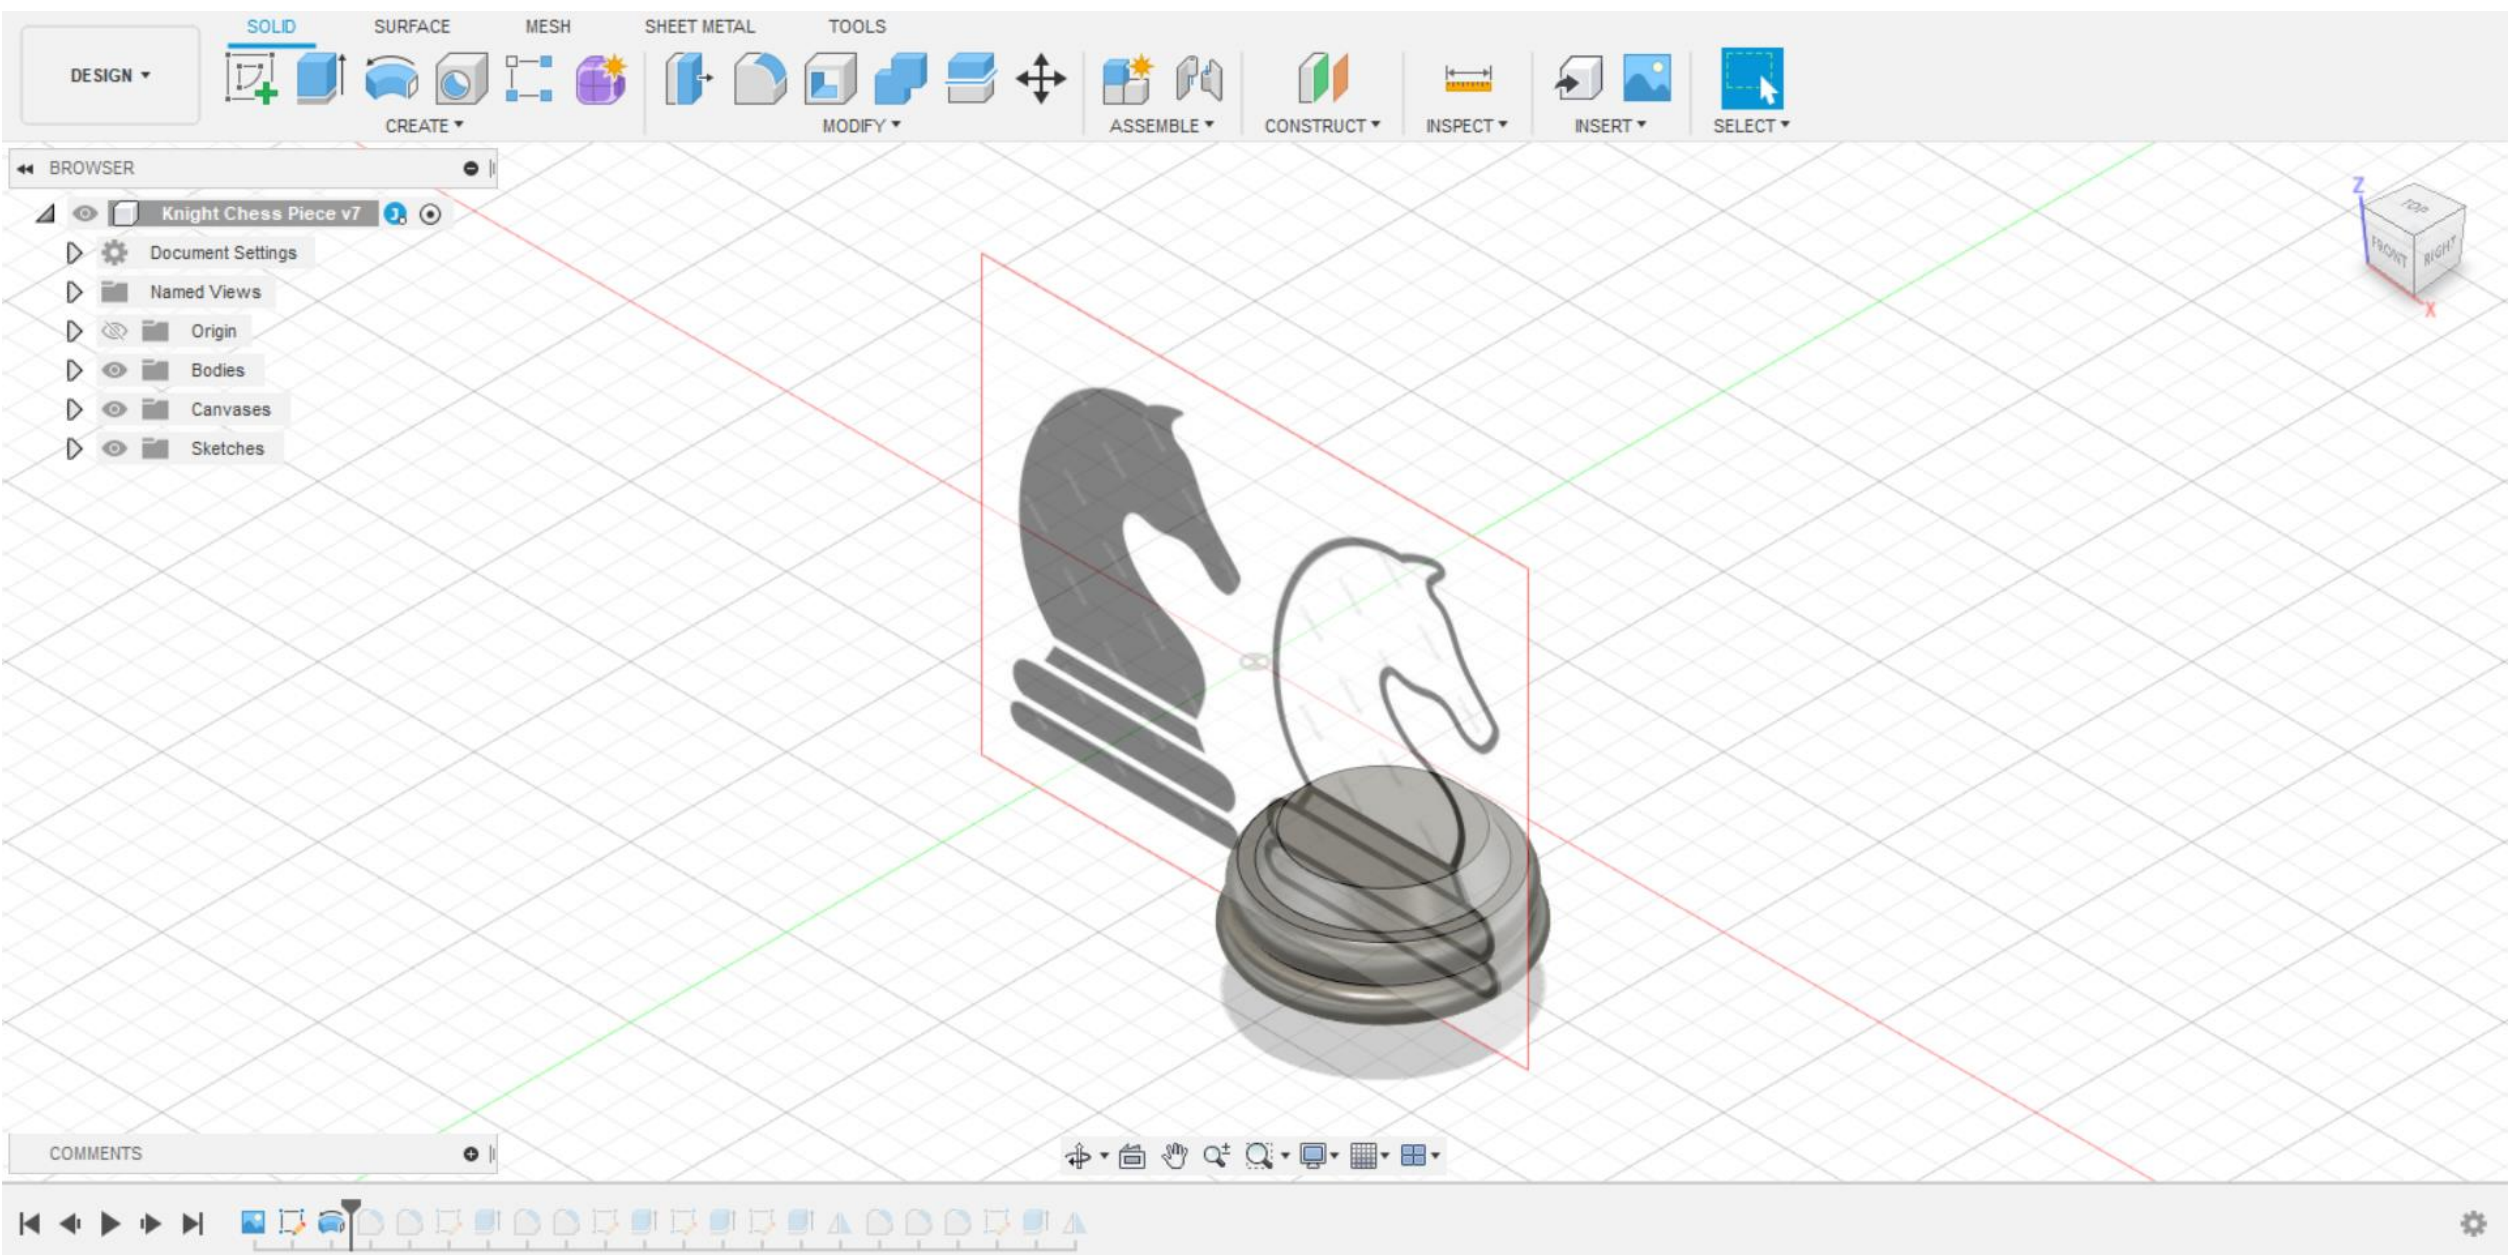 SOLID SURFACE MESH SHEET METAL TOOLS
DESIGN
CREATE MODIFY ASSEMBLE CONSTRUCT INSPECT INSERT SELECT
BROWSER
Knight Chess Piece v7
Document Settings
Named Views
Origin
Bodies
Canvases
Sketches
Z
TOP
FRONT RIGHT
X
COMMENTS